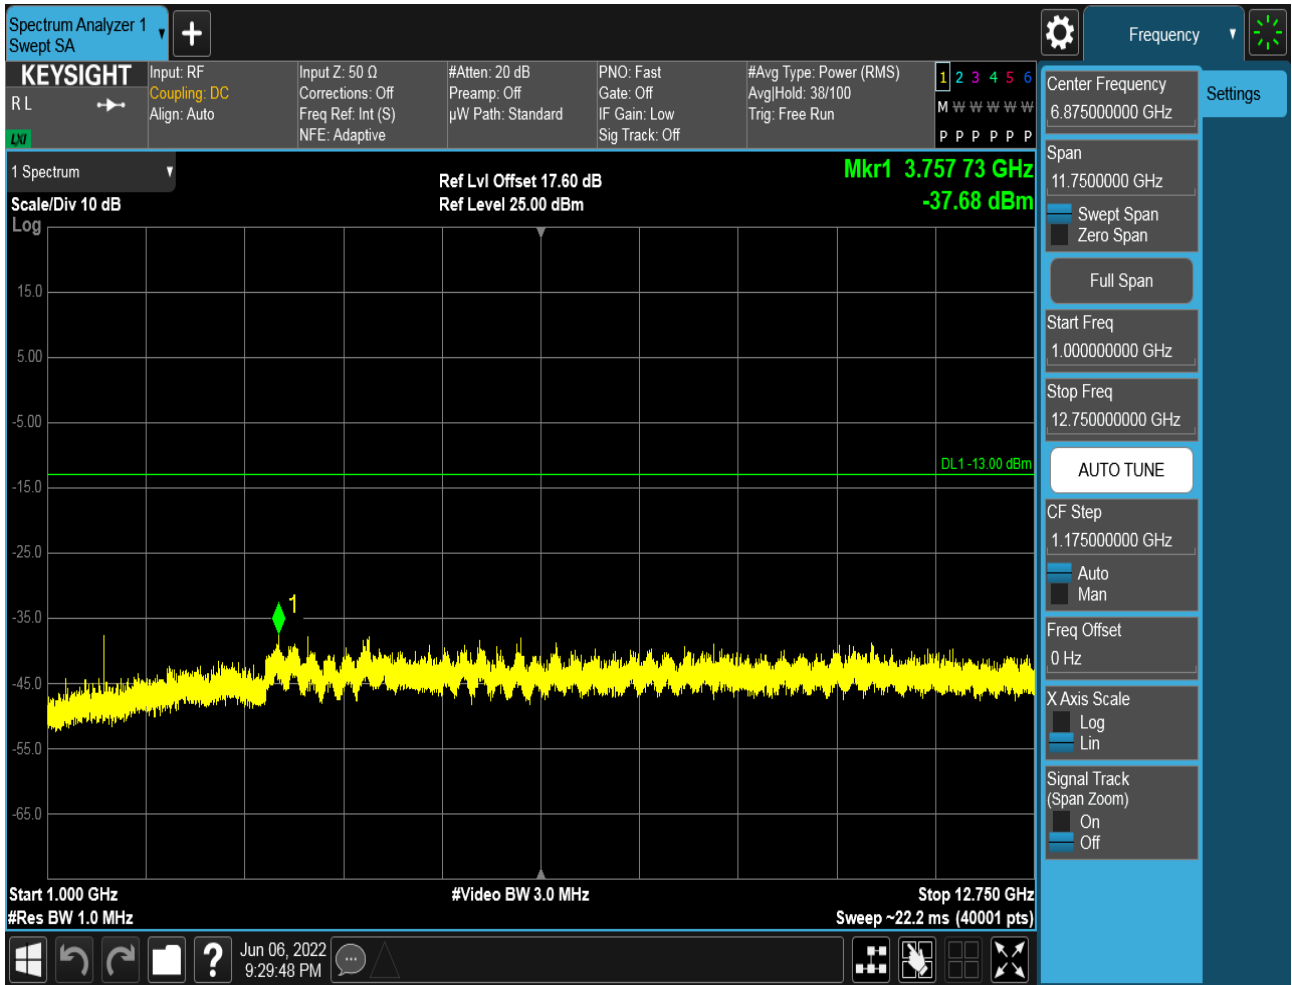 Spectrum Analyzer 1
Swept SA
Frequency
KEYSIGHT
R L
LXI
Input: RF
Coupling: DC
Align: Auto
Input Z: 50 Ω
Corrections: Off
Freq Ref: Int (S)
NFE: Adaptive
#Atten: 20 dB
Preamp: Off
µW Path: Standard
PNO: Fast
Gate: Off
IF Gain: Low
Sig Track: Off
#Avg Type: Power (RMS)
Avg|Hold: 38/100
Trig: Free Run
1 2 3 4 5 6
M W W W W W
P P P P P P
1 Spectrum
Scale/Div 10 dB
Log
Ref Lvl Offset 17.60 dB
Ref Level 25.00 dBm
Mkr1 3.757 73 GHz
-37.68 dBm
15.0
5.00
-5.00
DL1 -13.00 dBm
-15.0
-25.0
1
-35.0
-45.0
-55.0
-65.0
Start 1.000 GHz
#Res BW 1.0 MHz
#Video BW 3.0 MHz
Stop 12.750 GHz
Sweep ~22.2 ms (40001 pts)
Jun 06, 2022
9:29:48 PM
Center Frequency
6.875000000 GHz
Settings
Span
11.7500000 GHz
Swept Span
Zero Span
Full Span
Start Freq
1.000000000 GHz
Stop Freq
12.750000000 GHz
AUTO TUNE
CF Step
1.175000000 GHz
Auto
Man
Freq Offset
0 Hz
X Axis Scale
Log
Lin
Signal Track
(Span Zoom)
On
Off